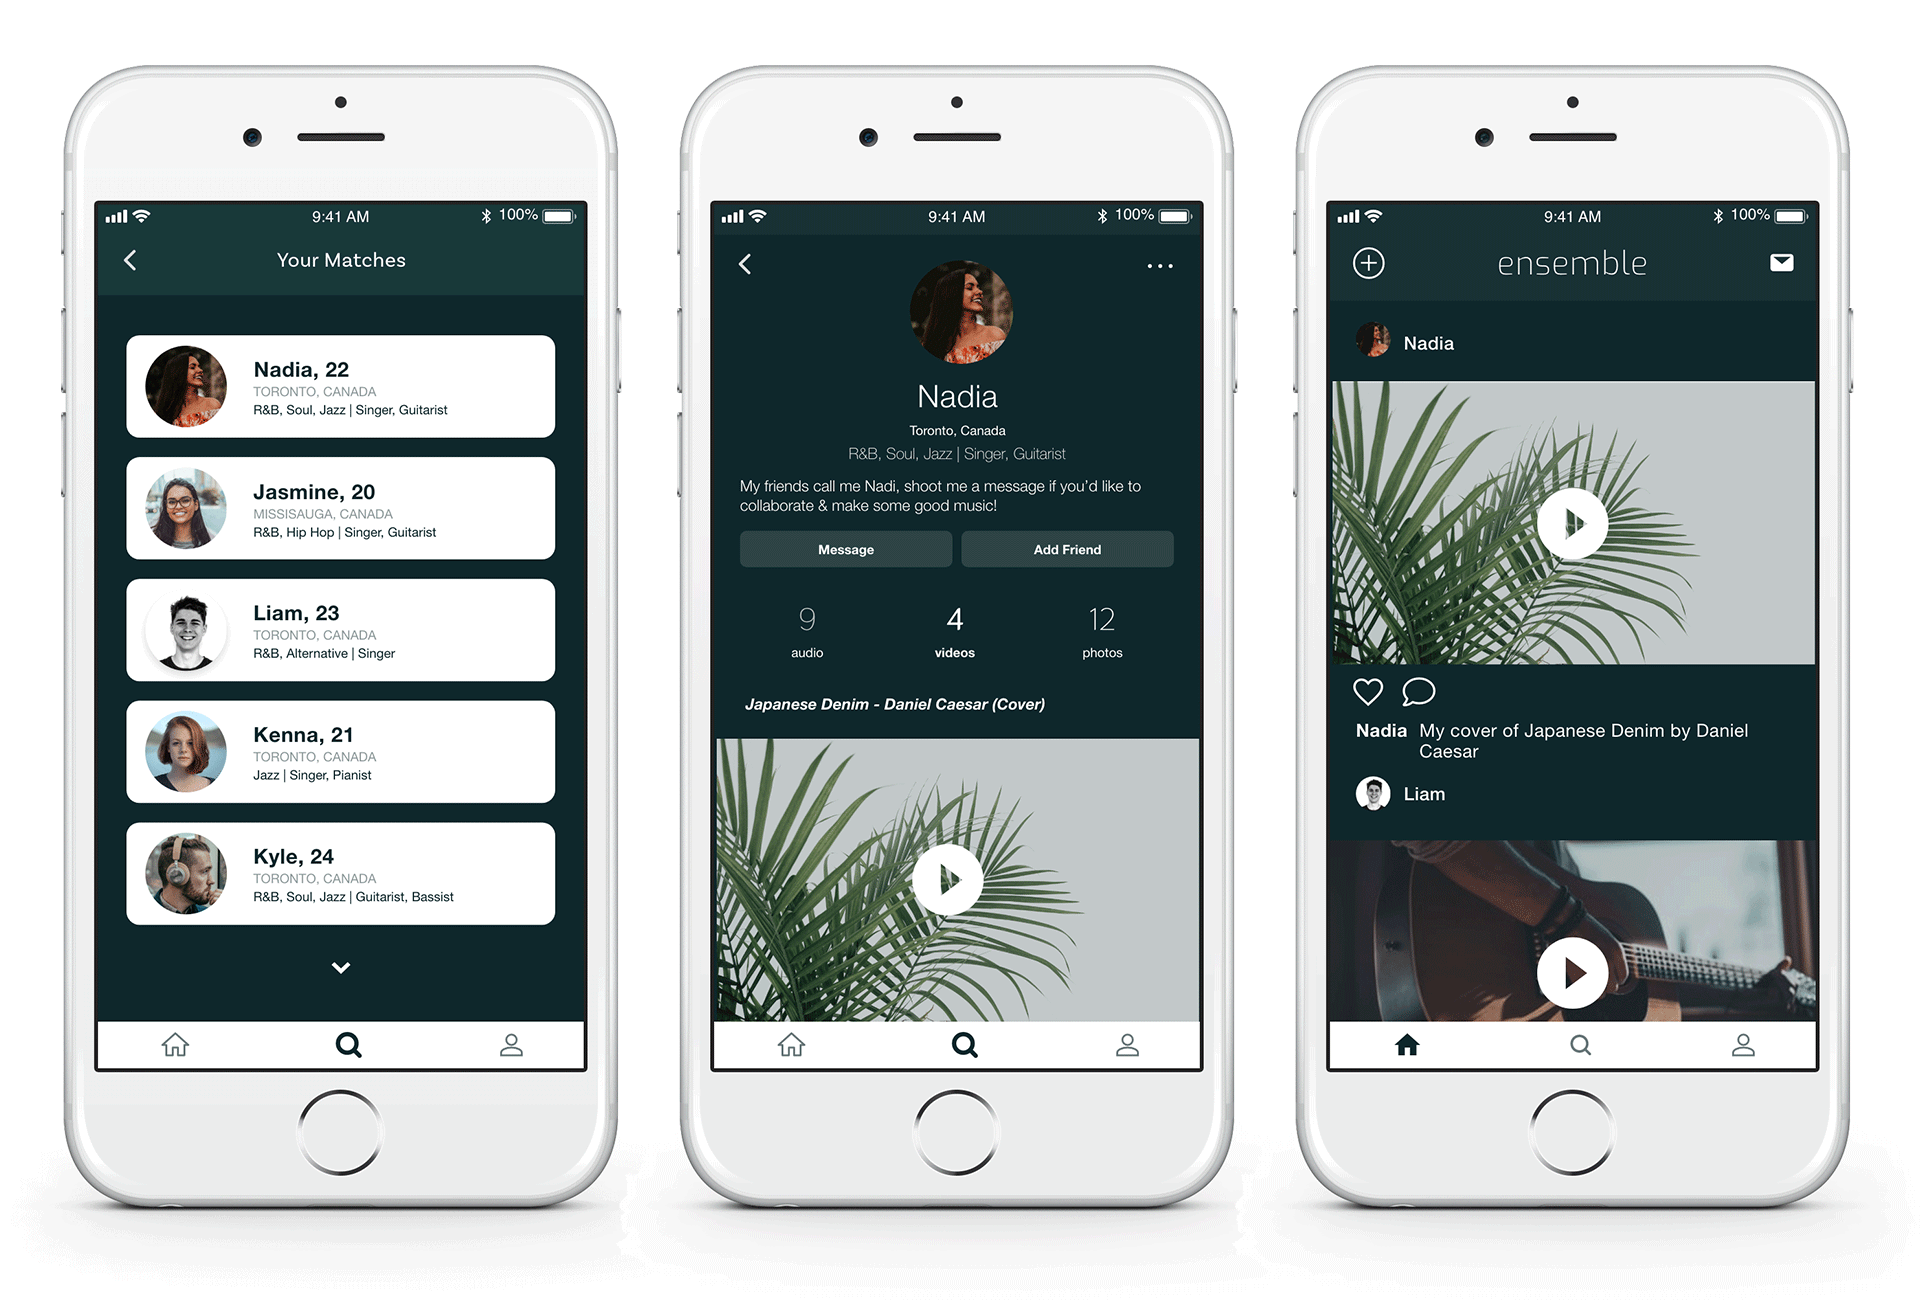 9:41 AM
100%
Your Matches
Nadia, 22
TORONTO, CANADA
R&B, Soul, Jazz | Singer, Guitarist
Jasmine, 20
MISSISAUGA, CANADA
R&B, Hip Hop | Singer, Guitarist
Liam, 23
TORONTO, CANADA
R&B, Alternative | Singer
Kenna, 21
TORONTO, CANADA
Jazz | Singer, Pianist
Kyle, 24
TORONTO, CANADA
R&B, Soul, Jazz | Guitarist, Bassist
9:41 AM
100%
Nadia
Toronto, Canada
R&B, Soul, Jazz | Singer, Guitarist
My friends call me Nadi, shoot me a message if you'd like to
collaborate & make some good music!
Message
Add Friend
9
4
12
audio
videos
photos
Japanese Denim - Daniel Caesar (Cover)
9:41 AM
100%
ensemble
Nadia
Nadia My cover of Japanese Denim by Daniel
Caesar
Liam